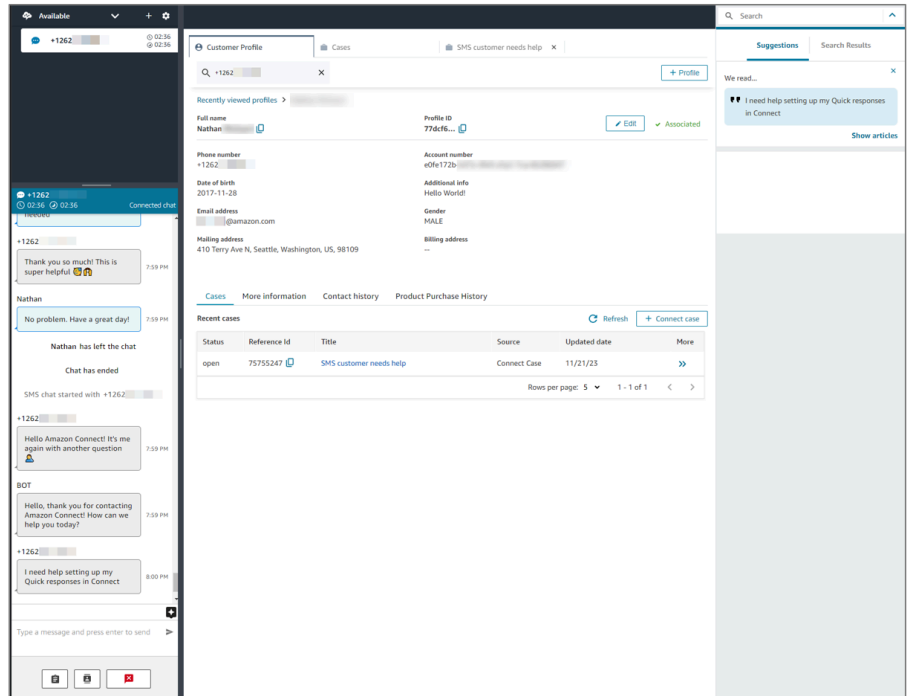 Available
+1262
02:36
02:36
+1262
02:36 02:36 Connected chat
needed
+1262
Thank you so much! This is
super helpful
7:59 PM
Nathan
No problem. Have a great day!
7:59 PM
Nathan has left the chat
Chat has ended
SMS chat started with +1262
+1262
Hello Amazon Connect! It's me
again with another question
7:59 PM
BOT
Hello, thank you for contacting
Amazon Connect! How can we
help you today?
7:59 PM
+1262
I need help setting up my
Quick responses in Connect
8:00 PM
Type a message and press enter to send
Customer Profile
Cases
SMS customer needs help
+1262
+ Profile
Recently viewed profiles >
Full name
Nathan
Profile ID
77dcf6...
Edit
Associated
Phone number
+1262
Account number
e0fe172b
Date of birth
2017-11-28
Additional info
Hello World!
Email address
@amazon.com
Gender
MALE
Mailing address
410 Terry Ave N, Seattle, Washington, US, 98109
Billing address
--
Cases More information Contact history Product Purchase History
Recent cases
Refresh
+ Connect case
Status Reference Id Title Source Updated date More
open 75755247 SMS customer needs help Connect Case 11/21/23
Rows per page: 5 1 - 1 of 1
Search
Suggestions
Search Results
We read...
I need help setting up my Quick responses
in Connect
Show articles